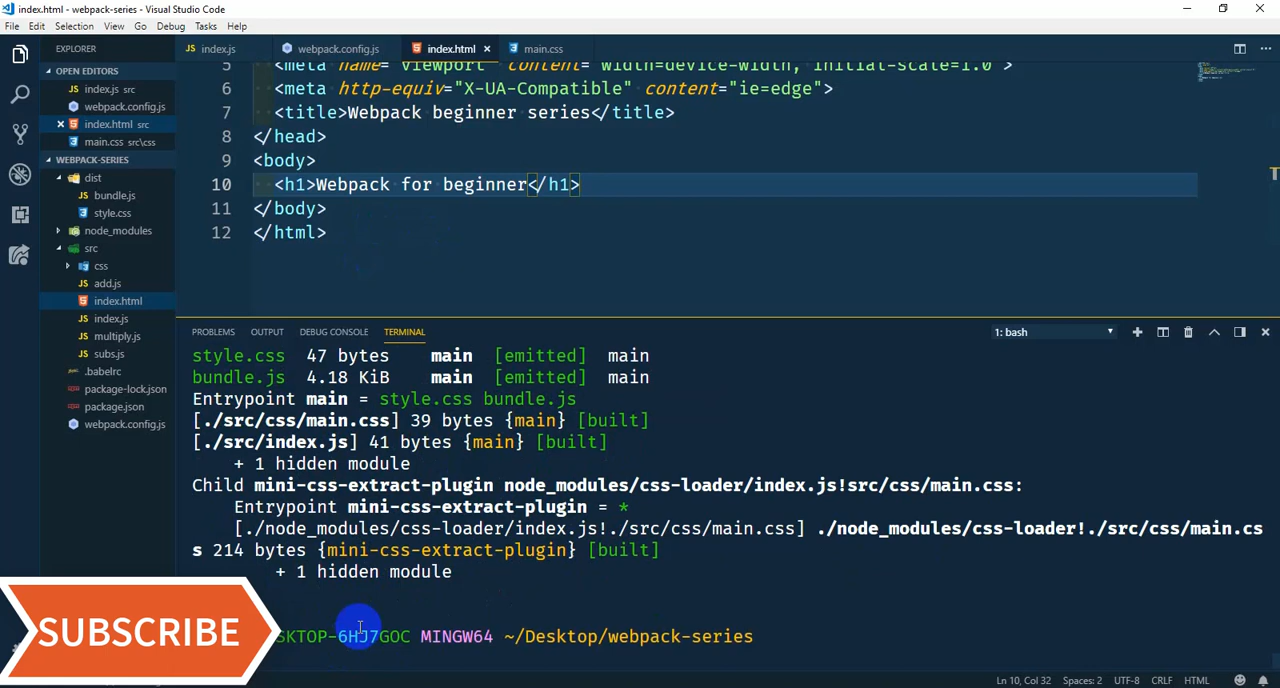 index.html - webpack-series - Visual Studio Code
File Edit Selection View Go Debug Tasks Help
EXPLORER
OPEN EDITORS
JS index.js src
webpack.config.js
index.html src
main.css src\css
WEBPACK-SERIES
dist
JS bundle.js
style.css
node_modules
src
css
JS add.js
index.html
JS index.js
JS multiply.js
JS subs.js
.babelrc
package-lock.json
package.json
webpack.config.js
JS index.js webpack.config.js index.html main.css
5 <meta name="viewport" content="width=device-width, initial-scale=1.0">
6 <meta http-equiv="X-UA-Compatible" content="ie=edge">
7 <title>Webpack beginner series</title>
8 </head>
9 <body>
10 <h1>Webpack for beginner</h1>
11 </body>
12 </html>
PROBLEMS OUTPUT DEBUG CONSOLE TERMINAL 1: bash
style.css 47 bytes main [emitted] main
bundle.js 4.18 KiB main [emitted] main
Entrypoint main = style.css bundle.js
[./src/css/main.css] 39 bytes {main} [built]
[./src/index.js] 41 bytes {main} [built]
+ 1 hidden module
Child mini-css-extract-plugin node_modules/css-loader/index.js!src/css/main.css:
Entrypoint mini-css-extract-plugin = *
[./node_modules/css-loader/index.js!./src/css/main.css] ./node_modules/css-loader!./src/css/main.cs
s 214 bytes {mini-css-extract-plugin} [built]
+ 1 hidden module
SKTOP-6HJ7GOC MINGW64 ~/Desktop/webpack-series
SUBSCRIBE
Ln 10, Col 32 Spaces: 2 UTF-8 CRLF HTML